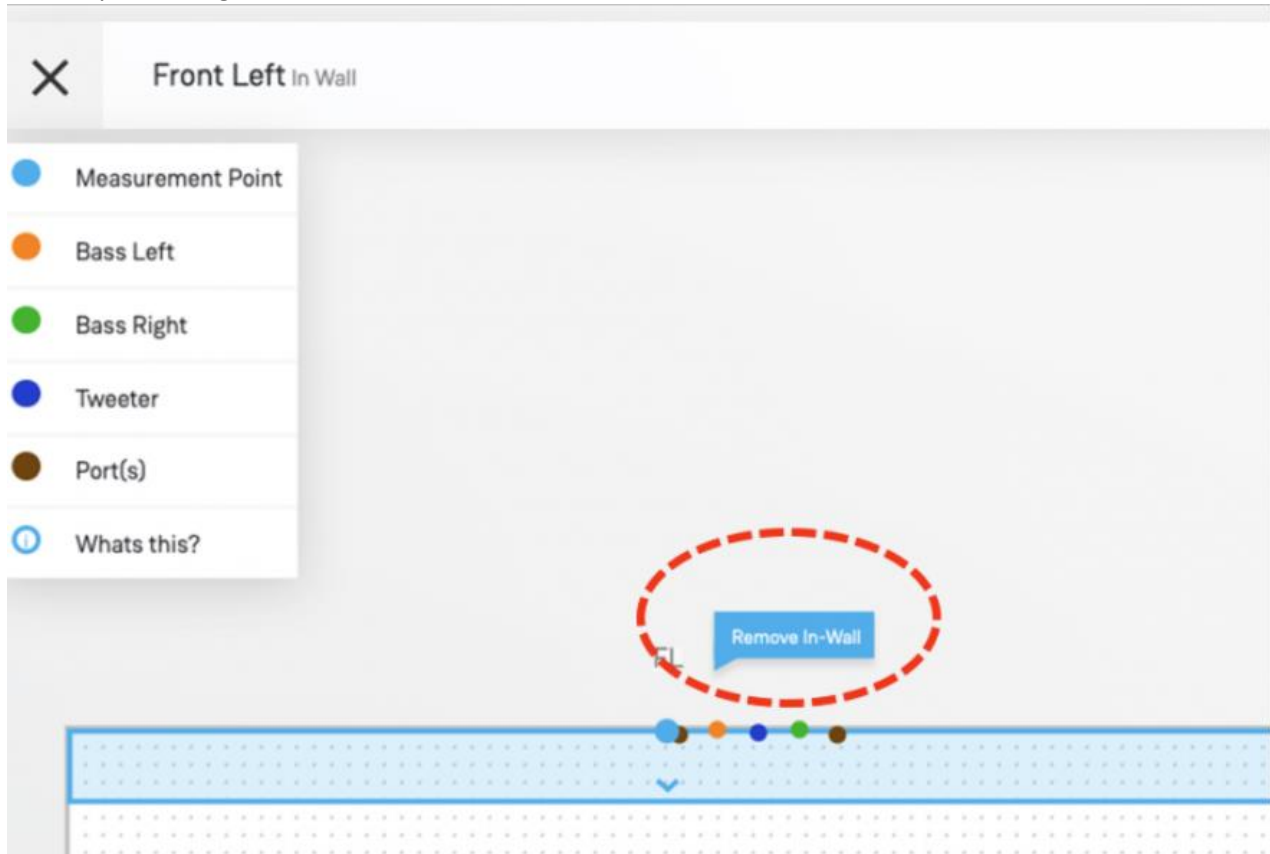 Front Left In Wall
Measurement Point
Bass Left
Bass Right
Tweeter
Port(s)
Whats this?
Remove In-Wall
FL